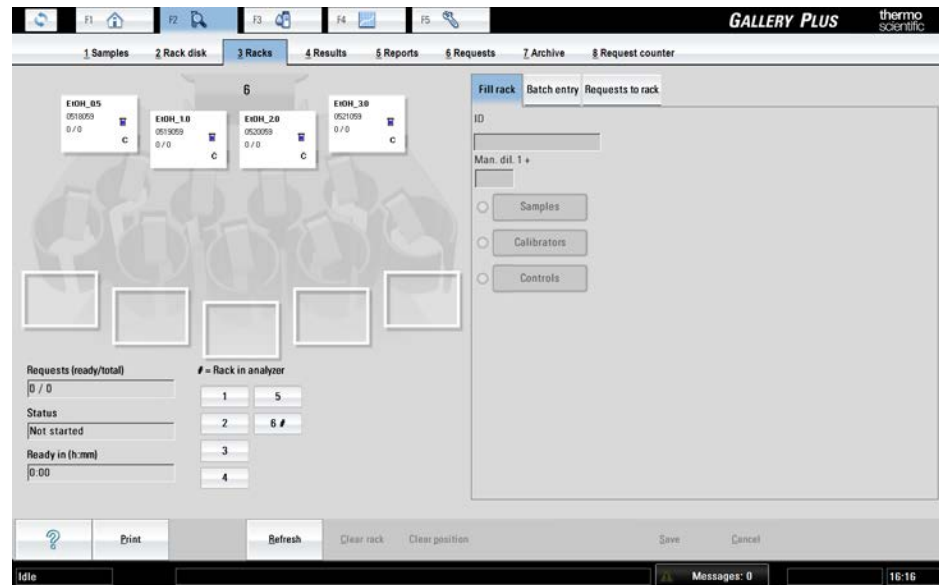 F1 F2 F3 F4 F5 GALLERY PLUS thermo
scientific
1 Samples 2 Rack disk 3 Racks 4 Results 5 Reports 6 Requests 7 Archive 8 Request counter
6
EtOH_0.5
0518059
0 / 0
C
EtOH_1.0
0519059
0 / 0
C
EtOH_2.0
0520059
0 / 0
C
EtOH_3.0
0521059
0 / 0
C
Fill rack Batch entry Requests to rack
ID
Man. dil. 1 +
Samples
Calibrators
Controls
Requests (ready/total)
0 / 0
Status
Not started
Ready in (h:mm)
0:00
# = Rack in analyzer
1 5
2 6 #
3
4
? Print Refresh Clear rack Clear position Save Cancel
Idle Messages: 0 16:16